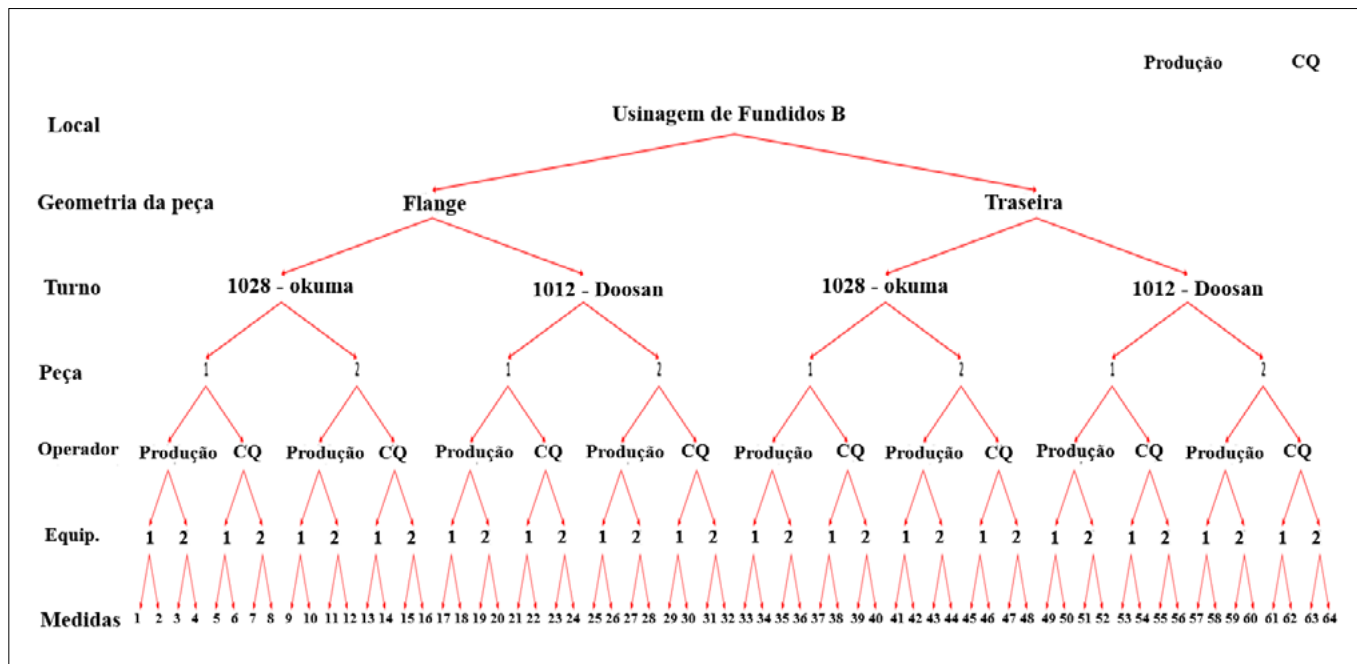 Produção CQ
Local Usinagem de Fundidos B
Geometria da peça Flange Traseira
Turno 1028 - okuma 1012 - Doosan 1028 - okuma 1012 - Doosan
Peça 1 2 1 2 1 2 1 2
Operador Produção CQ Produção CQ Produção CQ Produção CQ Produção CQ Produção CQ Produção CQ Produção CQ
Equip. 1 2 1 2 1 2 1 2 1 2 1 2 1 2 1 2 1 2 1 2 1 2 1 2 1 2 1 2 1 2 1 2
Medidas 1 2 3 4 5 6 7 8 9 10 11 12 13 14 15 16 17 18 19 20 21 22 23 24 25 26 27 28 29 30 31 32 33 34 35 36 37 38 39 40 41 42 43 44 45 46 47 48 49 50 51 52 53 54 55 56 57 58 59 60 61 62 63 64